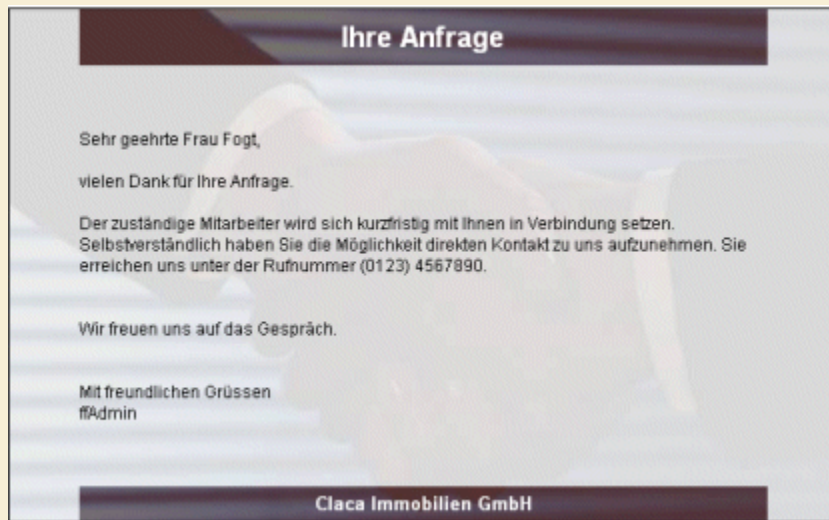 Ihre Anfrage
Sehr geehrte Frau Fogt,
vielen Dank für Ihre Anfrage.
Der zuständige Mitarbeiter wird sich kurzfristig mit Ihnen in Verbindung setzen.
Selbstverständlich haben Sie die Möglichkeit direkten Kontakt zu uns aufzunehmen. Sie
erreichen uns unter der Rufnummer (0123) 4567890.
Wir freuen uns auf das Gespräch.
Mit freundlichen Grüssen
ffAdmin
Claca Immobilien GmbH